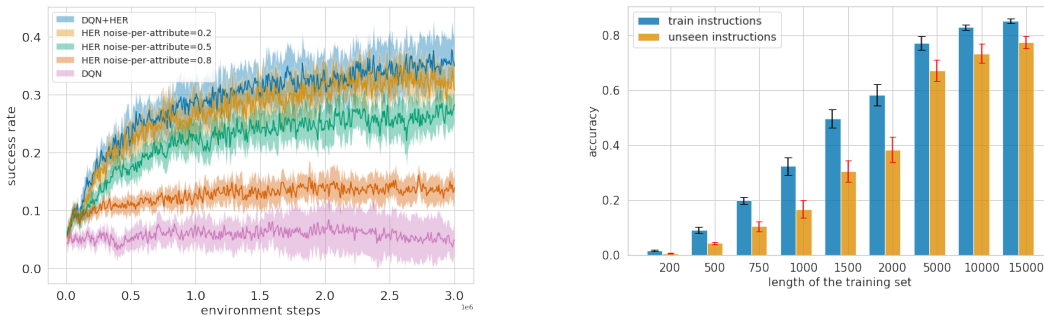 DQN+HER
HER noise-per-attribute=0.2
HER noise-per-attribute=0.5
HER noise-per-attribute=0.8
DQN
success rate
0.4
0.3
0.2
0.1
0.0
0.0 0.5 1.0 1.5 2.0 2.5 3.0
1e6
environment steps
train instructions
unseen instructions
accuracy
0.8
0.6
0.4
0.2
0.0
200 500 750 1000 1500 2000 5000 10000 15000
length of the training set